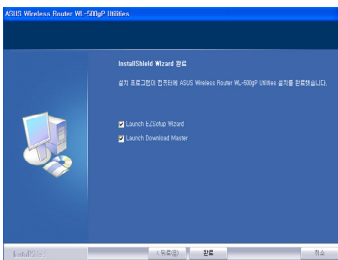 ASUS Wireless Router WL-500gP Utilities
InstallShield Wizard 완료
설치 프로그램이 컴퓨터에 ASUS Wireless Router WL-500gP Utilities 설치를 완료했습니다.
Launch EZSetup Wizard
Launch Download Master
InstallShield
< 뒤로(B) 완료 취소